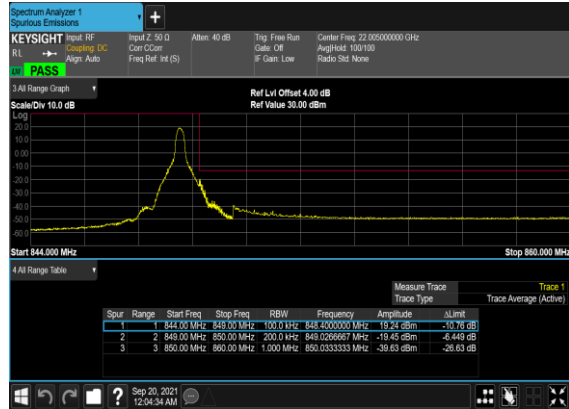 Spectrum Analyzer 1
Spurious Emissions
KEYSIGHT Input: RF Input Z: 50 Ω Atten: 40 dB Trig: Free Run Center Freq: 22.005000000 GHz
RL Coupling: DC Corr CCorr Gate: Off Avg|Hold: 100/100
Align: Auto Freq Ref: Int (S) IF Gain: Low Radio Std: None
PASS
3 All Range Graph Ref Lvl Offset 4.00 dB
Scale/Div 10.0 dB Ref Value 30.00 dBm
Log
20.0
10.0
0.00
-10.0
-20.0
-30.0
-40.0
-50.0
-60.0
Start 844.000 MHz Stop 860.000 MHz
4 All Range Table
Measure Trace Trace 1
Trace Type Trace Average (Active)
Spur Range Start Freq Stop Freq RBW Frequency Amplitude ΔLimit
1 1 844.00 MHz 849.00 MHz 100.0 kHz 848.4000000 MHz 19.24 dBm -10.76 dB
2 2 849.00 MHz 850.00 MHz 200.0 kHz 849.0266667 MHz -19.45 dBm -6.449 dB
3 3 850.00 MHz 860.00 MHz 1.000 MHz 850.0333333 MHz -39.63 dBm -26.63 dB
? Sep 20, 2021
12:04:34 AM